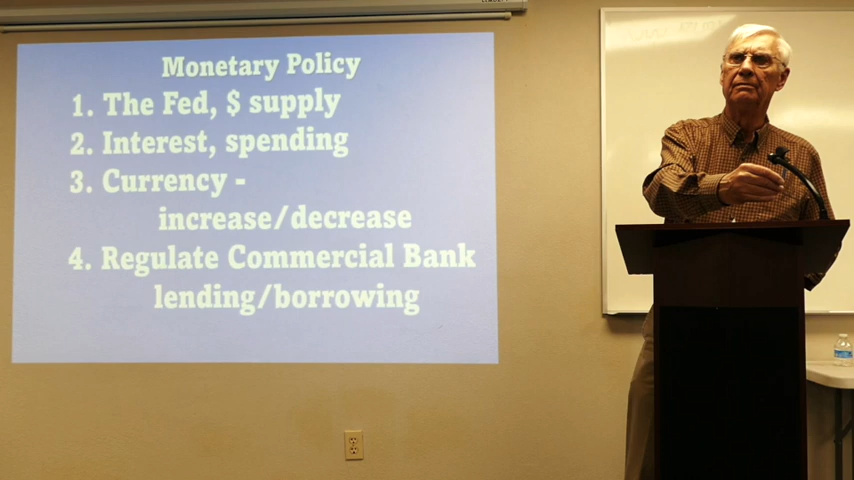 Monetary Policy
1. The Fed, $ supply
2. Interest, spending
3. Currency -
increase/decrease
4. Regulate Commercial Bank
lending/borrowing